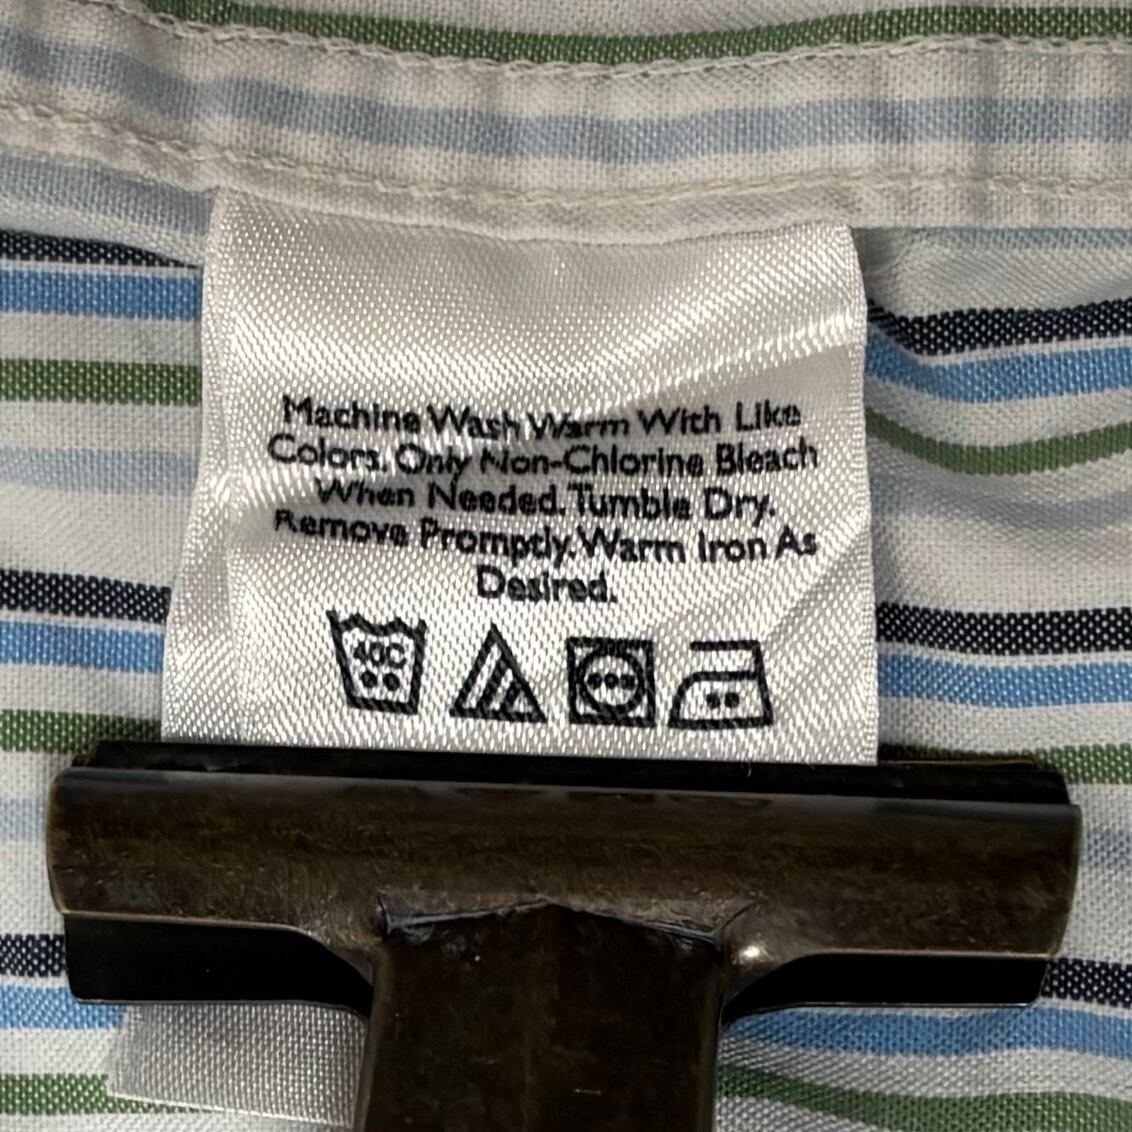 Machine Wash Warm With Like
Colors. Only Non-Chlorine Bleach
When Needed. Tumble Dry.
Remove Promptly. Warm Iron As
Desired.
40C